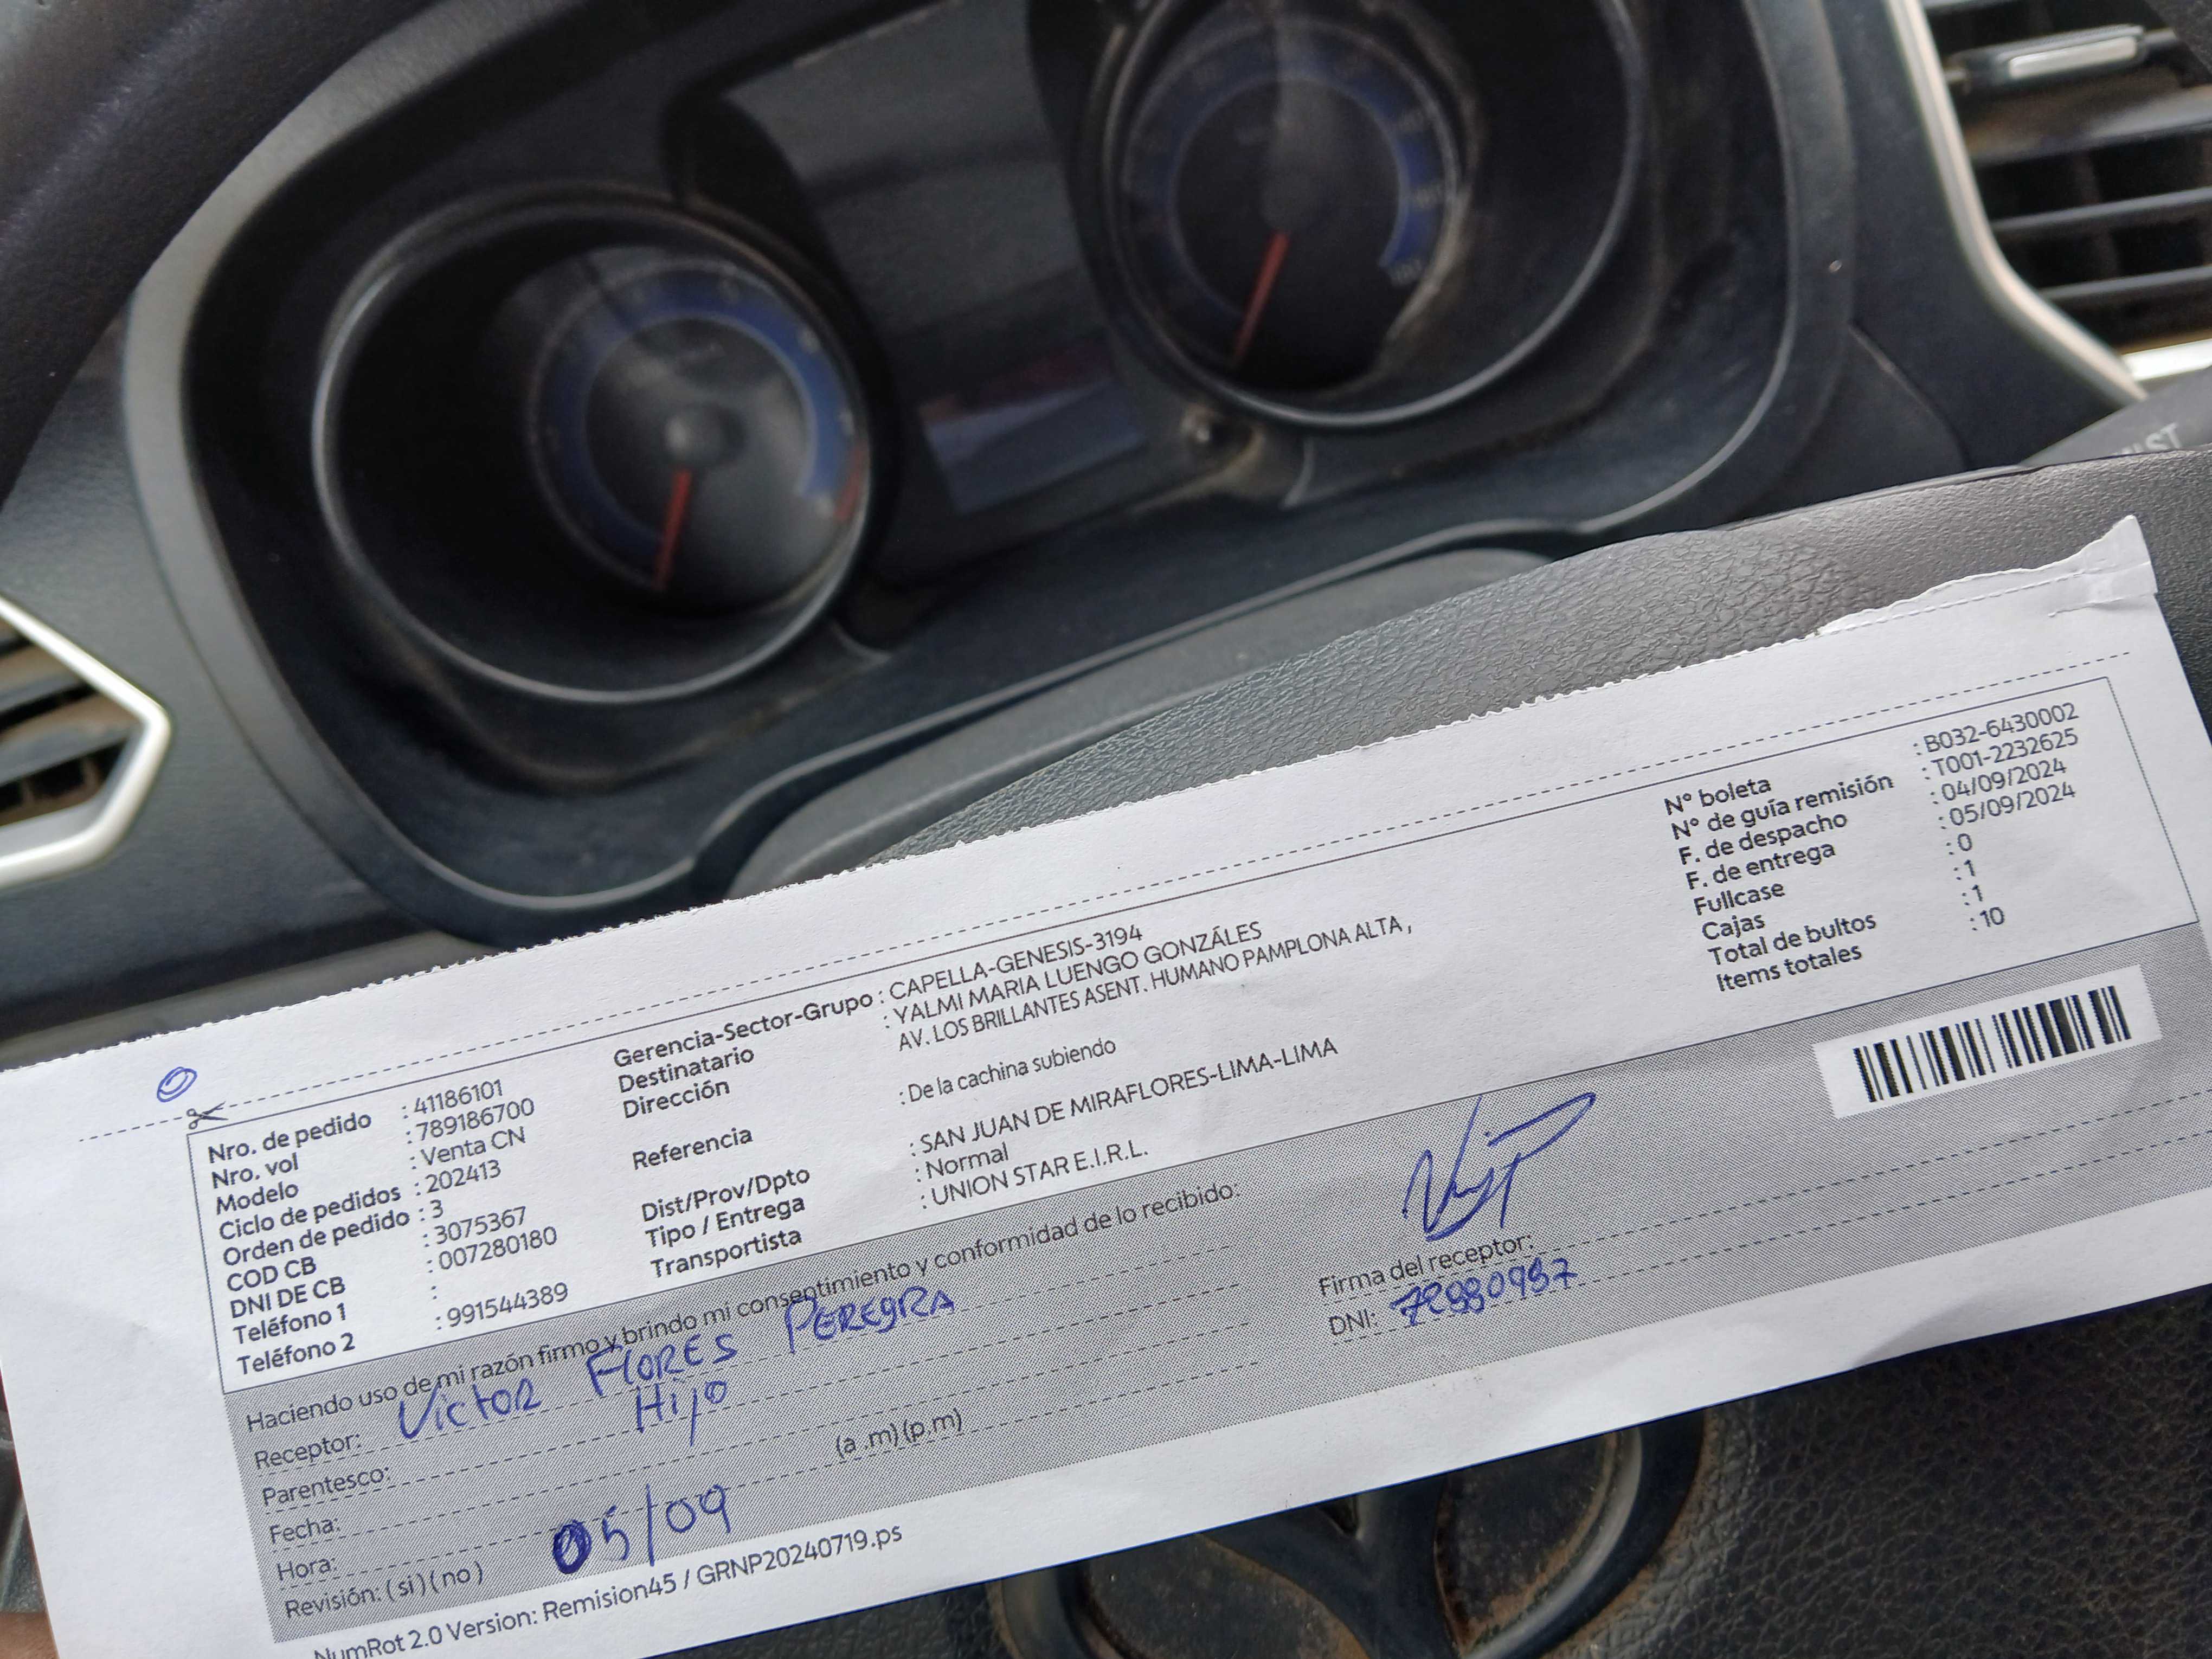 Nro. de pedido : 41186101
Nro. vol : 789186700
Modelo : Venta CN
Ciclo de pedidos : 202413
Orden de pedido : 3
COD CB : 3075367
DNI DE CB : 007280180
Teléfono 1 :
Teléfono 2 : 991544389
Gerencia-Sector-Grupo : CAPELLA-GENESIS-3194
Destinatario : YALMI MARIA LUENGO GONZÁLES
Dirección AV. LOS BRILLANTES ASENT. HUMANO PAMPLONA ALTA ,
Referencia : De la cachina subiendo
Dist/Prov/Dpto : SAN JUAN DE MIRAFLORES-LIMA-LIMA
Tipo / Entrega : Normal
Transportista : UNION STAR E.I.R.L.
N° boleta : B032-6430002
N° de guía remisión : T001-2232625
F. de despacho : 04/09/2024
F. de entrega : 05/09/2024
Fullcase : 0
Cajas : 1
Total de bultos : 1
Items totales : 10
Haciendo uso de mi razón firmo y brindo mi consentimiento y conformidad de lo recibido:
Receptor: Victor Flores Peregra
Parentesco: Hijo
Fecha:
Hora: (a .m) (p.m)
Revisión: ( si ) ( no ) 05/09
Firma del receptor:
DNI:
NumRot 2.0 Version: Remision45 / GRNP20240719.ps